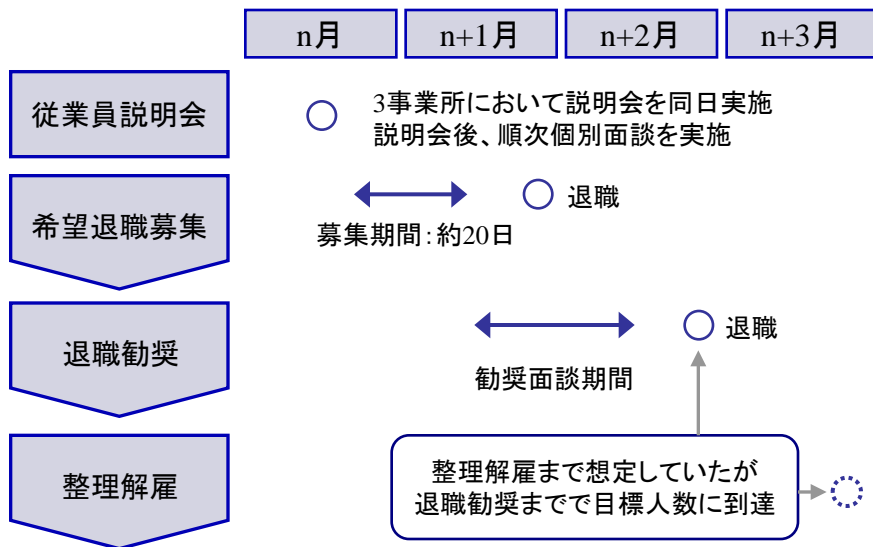 n月
n+1月
n+2月
n+3月
従業員説明会
3事業所において説明会を同日実施
説明会後、順次個別面談を実施
希望退職募集
退職
募集期間：約20日
退職勧奨
退職
勧奨面談期間
整理解雇
整理解雇まで想定していたが
退職勧奨までで目標人数に到達